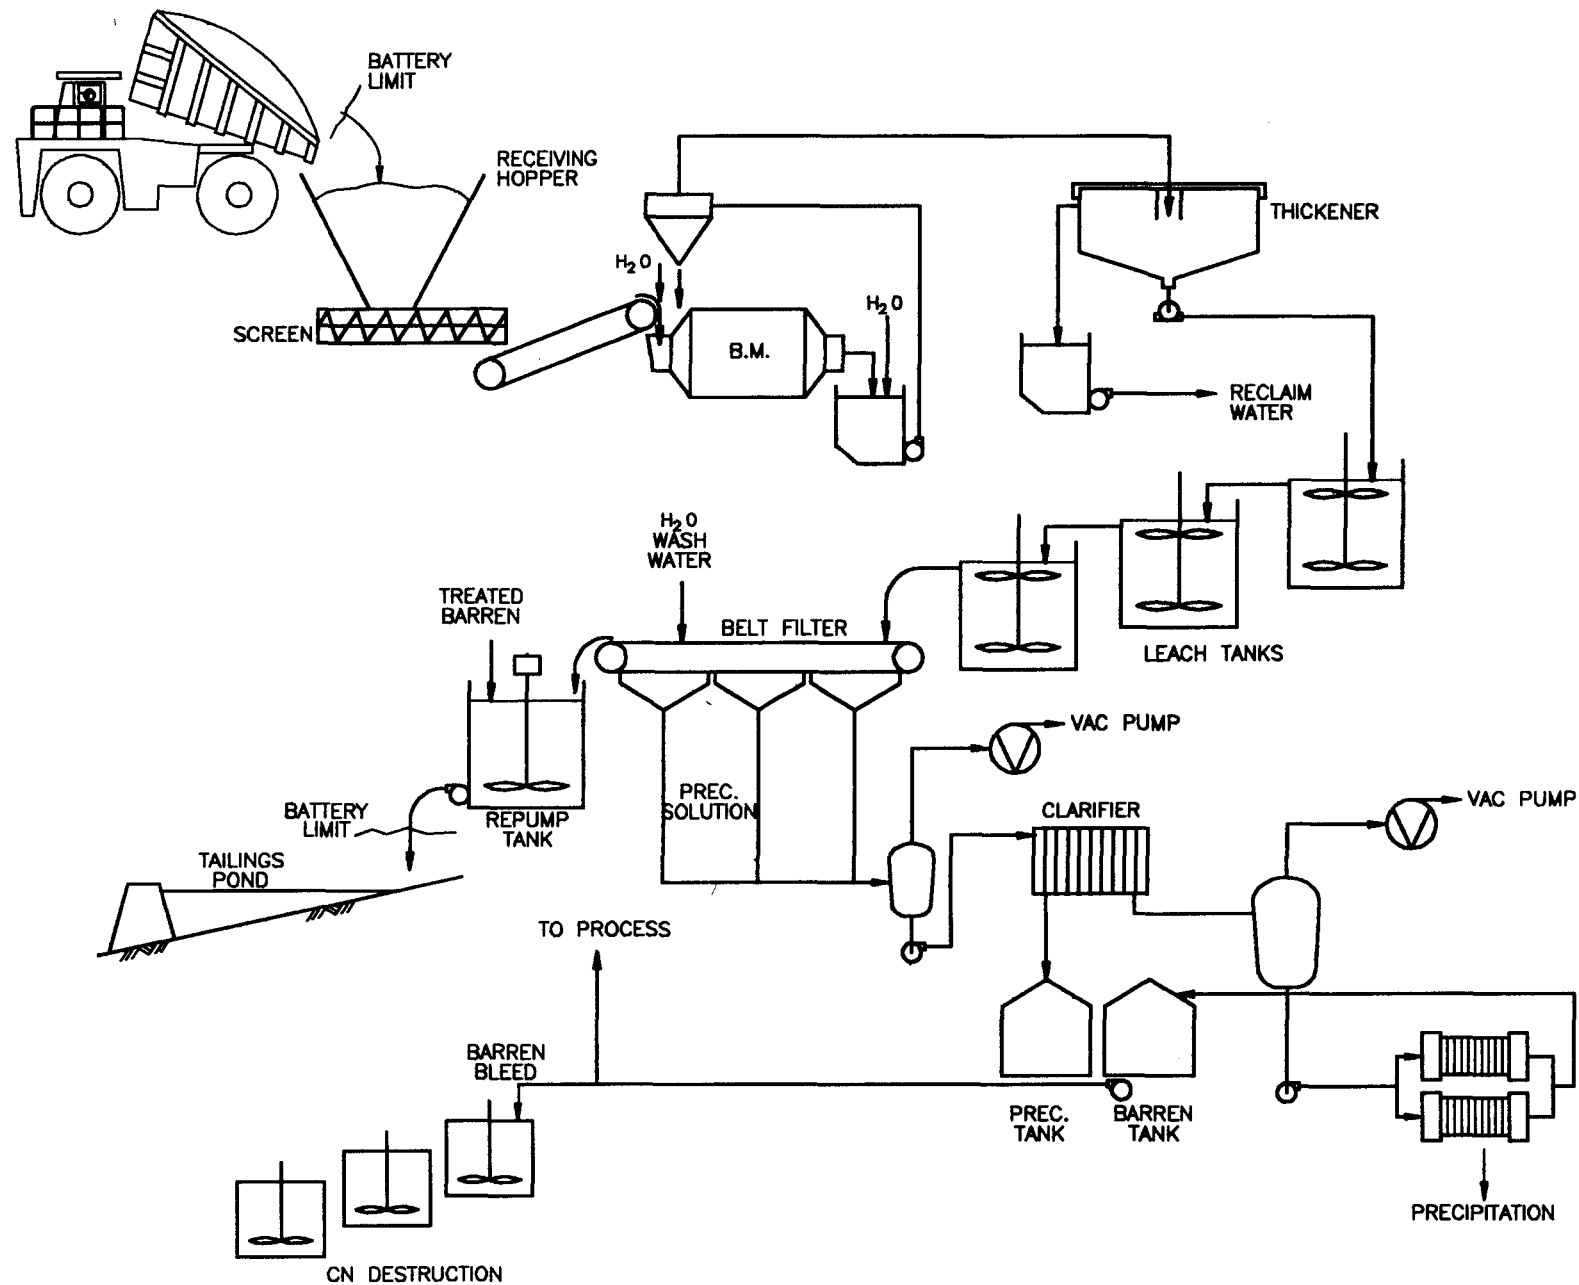 BATTERY
LIMIT
RECEIVING
HOPPER
SCREEN
H2O
B.M.
H2O
THICKENER
RECLAIM
WATER
H2O
WASH
WATER
TREATED
BARREN
BELT FILTER
LEACH TANKS
VAC PUMP
PREC.
SOLUTION
REPUMP
TANK
BATTERY
LIMIT
TAILINGS
POND
CLARIFIER
VAC PUMP
TO PROCESS
BARREN
BLEED
PREC.
TANK
BARREN
TANK
PRECIPITATION
CN DESTRUCTION